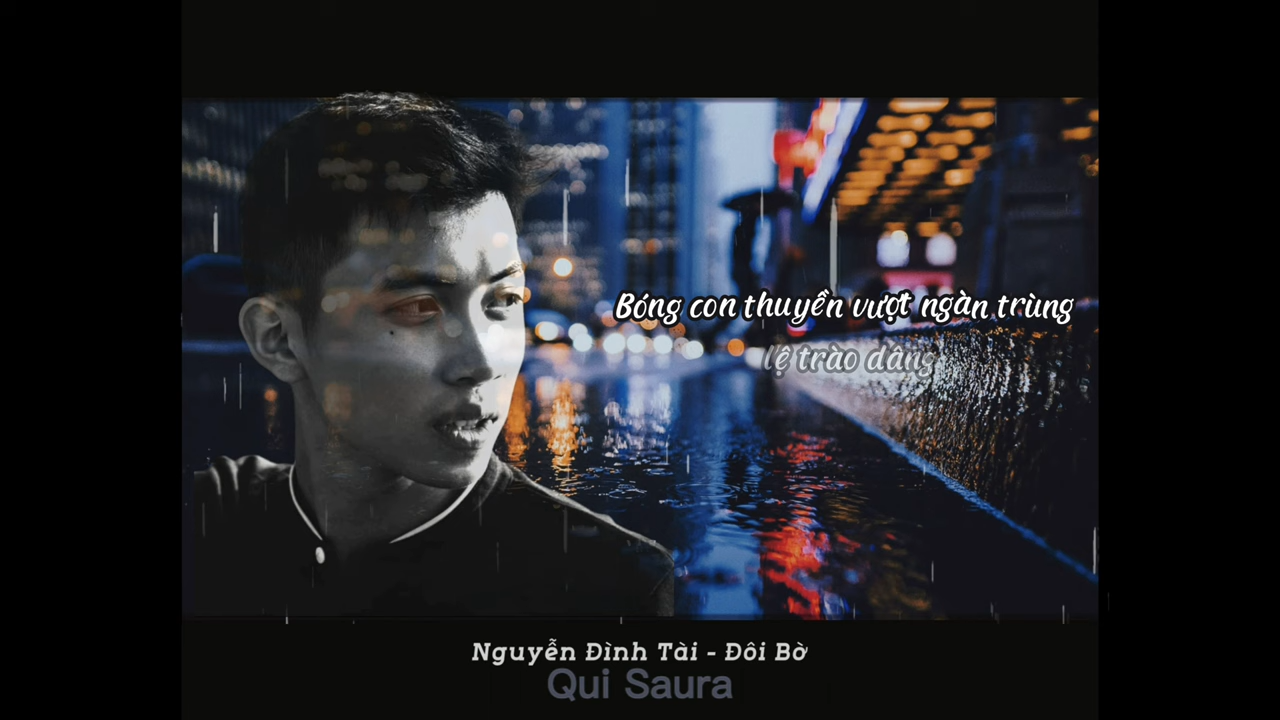 Bóng con thuyền vượt ngàn trùng
lệ trào dâng
Nguyễn Đình Tài - Đôi Bờ
Qui Saura